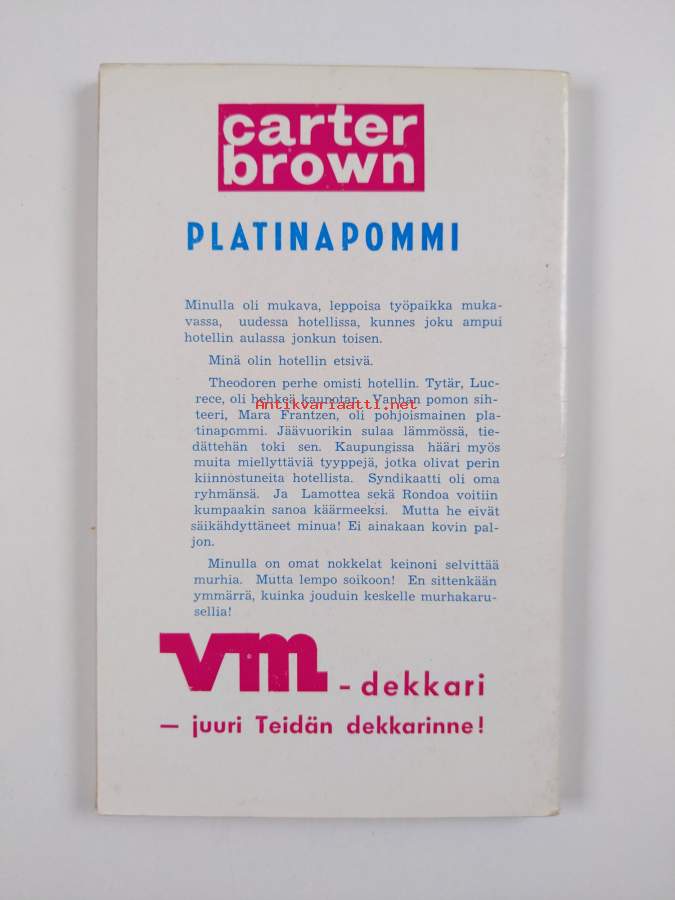 carter
brown
PLATINAPOMMI
Minulla oli mukava, leppoisa työpaikka muka-
vassa, uudessa hotellissa, kunnes joku ampui
hotellin aulassa jonkun toisen.
Minä olin hotellin etsivä.
Theodoren perhe omisti hotellin. Tytär, Luc-
rece, oli hehkeä kaunotar. Vanhan pomon sih-
Antikvariaatti.net
teeri, Mara Frantzen, oli pohjoismainen pla-
tinapommi. Jäävuorikin sulaa lämmössä, tie-
dättehän toki sen. Kaupungissa hääri myös
muita miellyttäviä tyyppejä, jotka olivat perin
kiinnostuneita hotellista. Syndikaatti oli oma
ryhmänsä. Ja Lamottea sekä Rondoa voitiin
kumpaakin sanoa käärmeeksi. Mutta he eivät
säikähdyttäneet minua! Ei ainakaan kovin pal-
jon.
Minulla on omat nokkelat keinoni selvittää
murhia. Mutta lempo soikoon! En sittenkään
ymmärrä, kuinka jouduin keskelle murhakaru-
sellia!
vm - dekkari
— juuri Teidän dekkarinne!